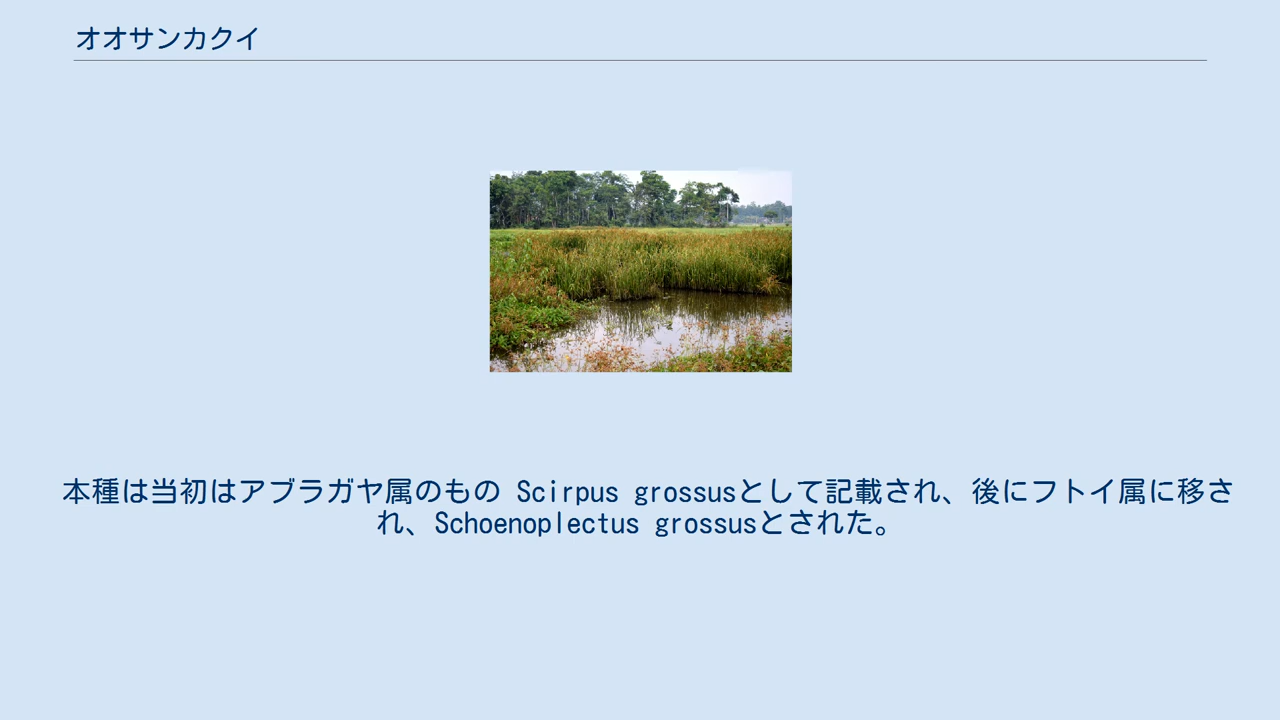 オオサンカクイ
本種は当初はアブラガヤ属のもの Scirpus grossusとして記載され、後にフトイ属に移さ
れ、Schoenoplectus grossusとされた。